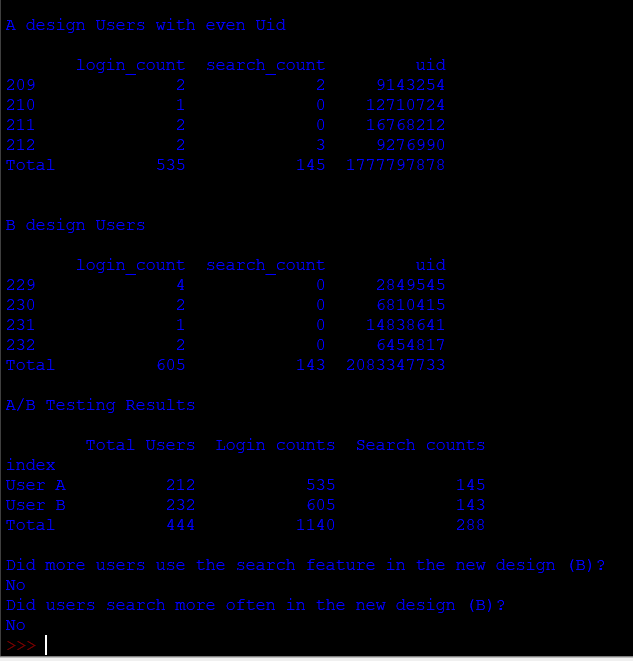 A design Users with even Uid
login_count search_count uid
209 2 2 9143254
210 1 0 12710724
211 2 0 16768212
212 2 3 9276990
Total 535 145 1777797878
B design Users
login_count search_count uid
229 4 0 2849545
230 2 0 6810415
231 1 0 14838641
232 2 0 6454817
Total 605 143 2083347733
A/B Testing Results
Total Users Login counts Search counts
index
User A 212 535 145
User B 232 605 143
Total 444 1140 288
Did more users use the search feature in the new design (B)?
No
Did users search more often in the new design (B)?
No
>>>